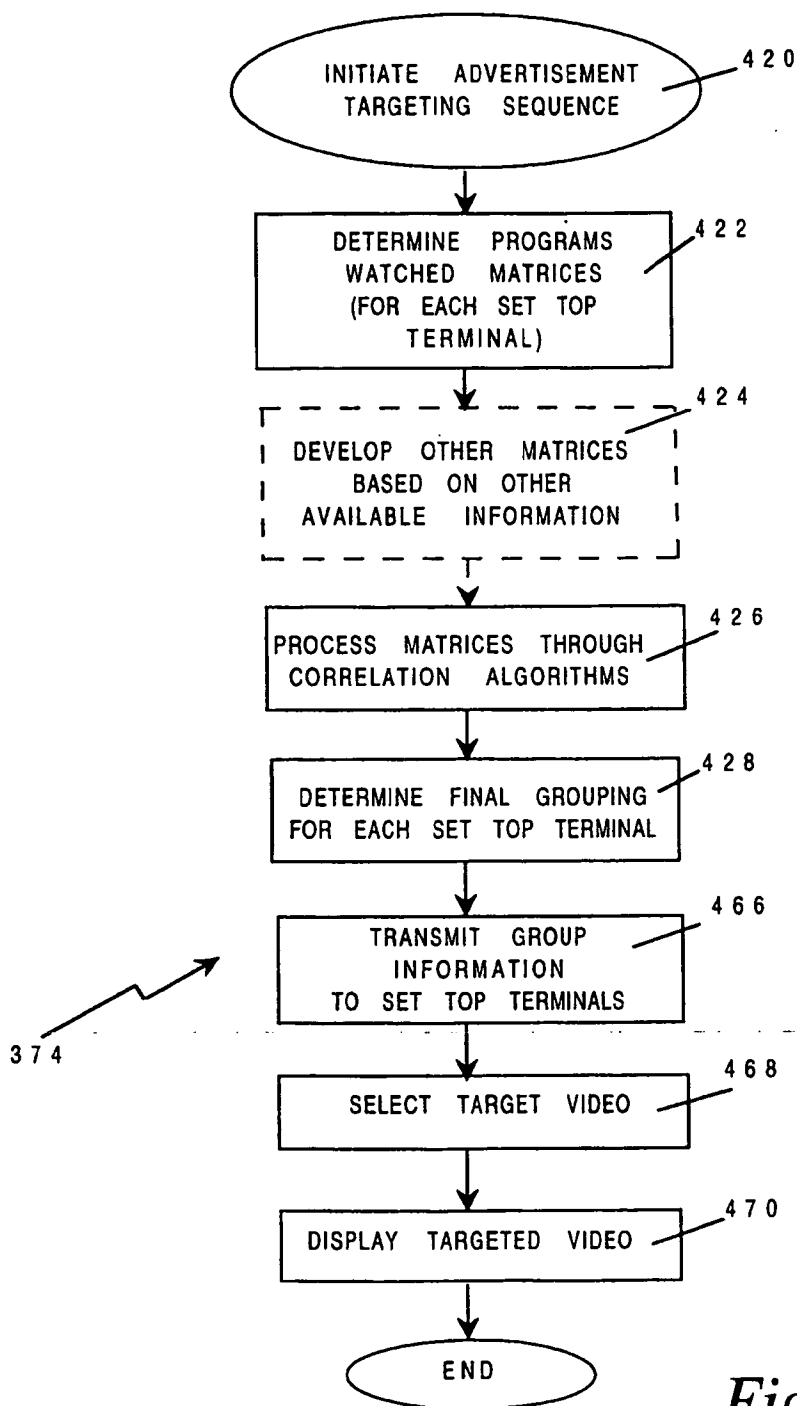 420
INITIATE ADVERTISEMENT
TARGETING SEQUENCE
422
DETERMINE PROGRAMS
WATCHED MATRICES
(FOR EACH SET TOP
TERMINAL)
424
DEVELOP OTHER MATRICES
BASED ON OTHER
AVAILABLE INFORMATION
426
PROCESS MATRICES THROUGH
CORRELATION ALGORITHMS
428
DETERMINE FINAL GROUPING
FOR EACH SET TOP TERMINAL
466
TRANSMIT GROUP
INFORMATION
TO SET TOP TERMINALS
374
468
SELECT TARGET VIDEO
470
DISPLAY TARGETED VIDEO
END